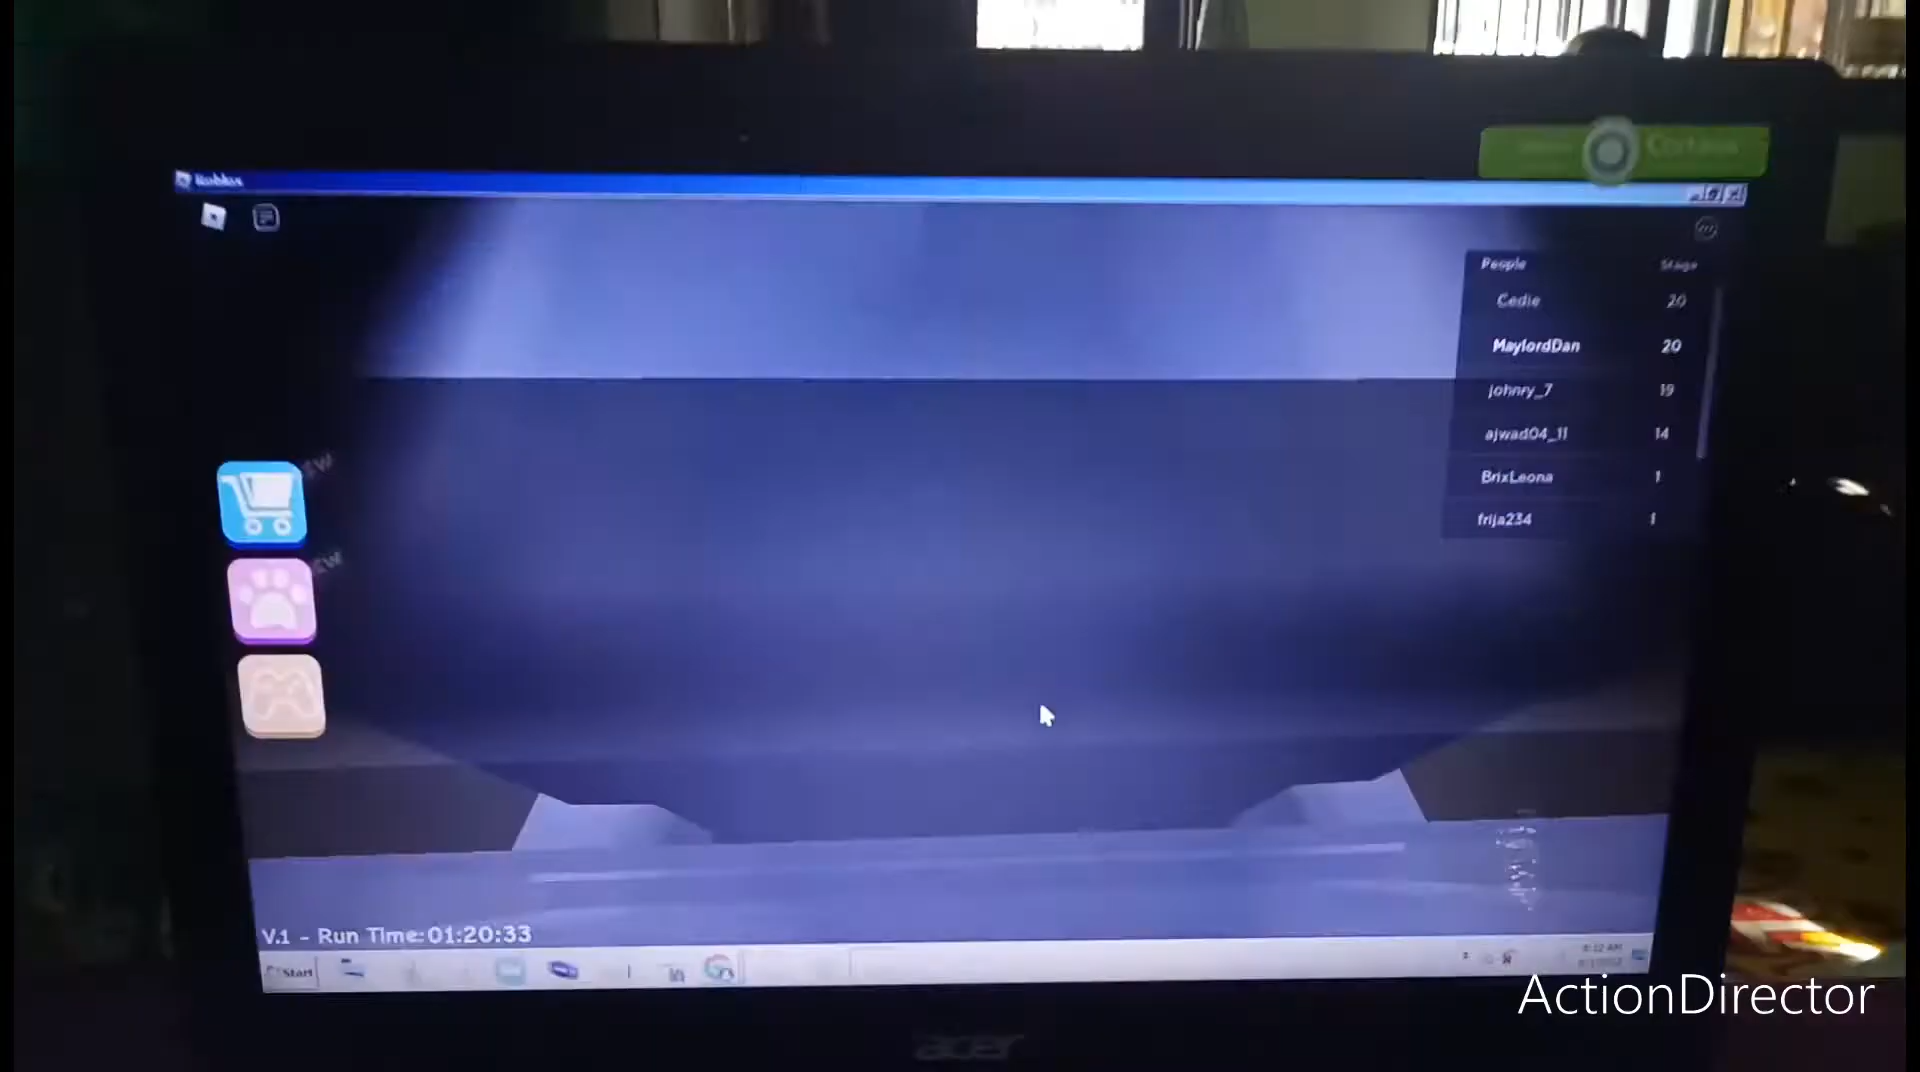 Roblox
People Stage
Cedie 20
MaylordDan 20
johnry_7 19
ajwad04_11 14
BrixLeona 1
frija234 1
V.1 - Run Time: 01:20:33
Start
ActionDirector
acer